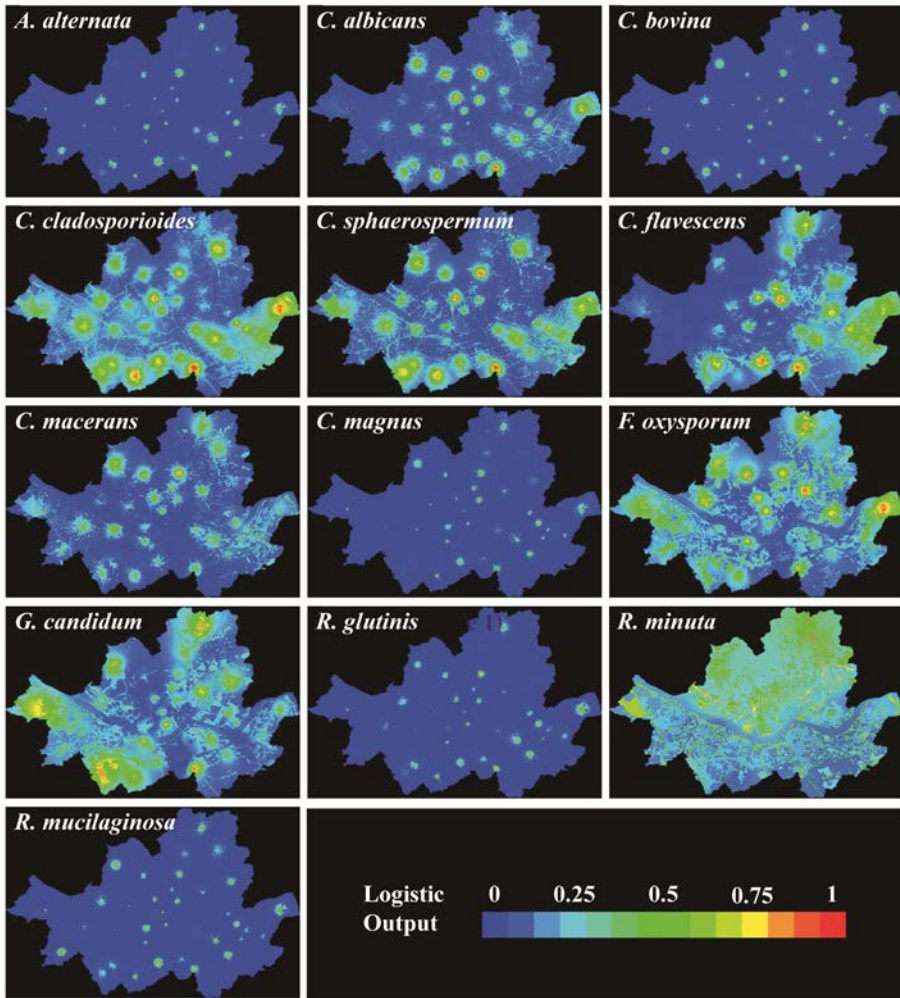 A. alternata
C. albicans
C. bovina
C. cladosporioides
C. sphaerospermum
C. flavescens
C. macerans
C. magnus
F. oxysporum
G. candidum
R. glutinis
R. minuta
R. mucilaginosa
Logistic 0 0.25 0.5 0.75 1
Output